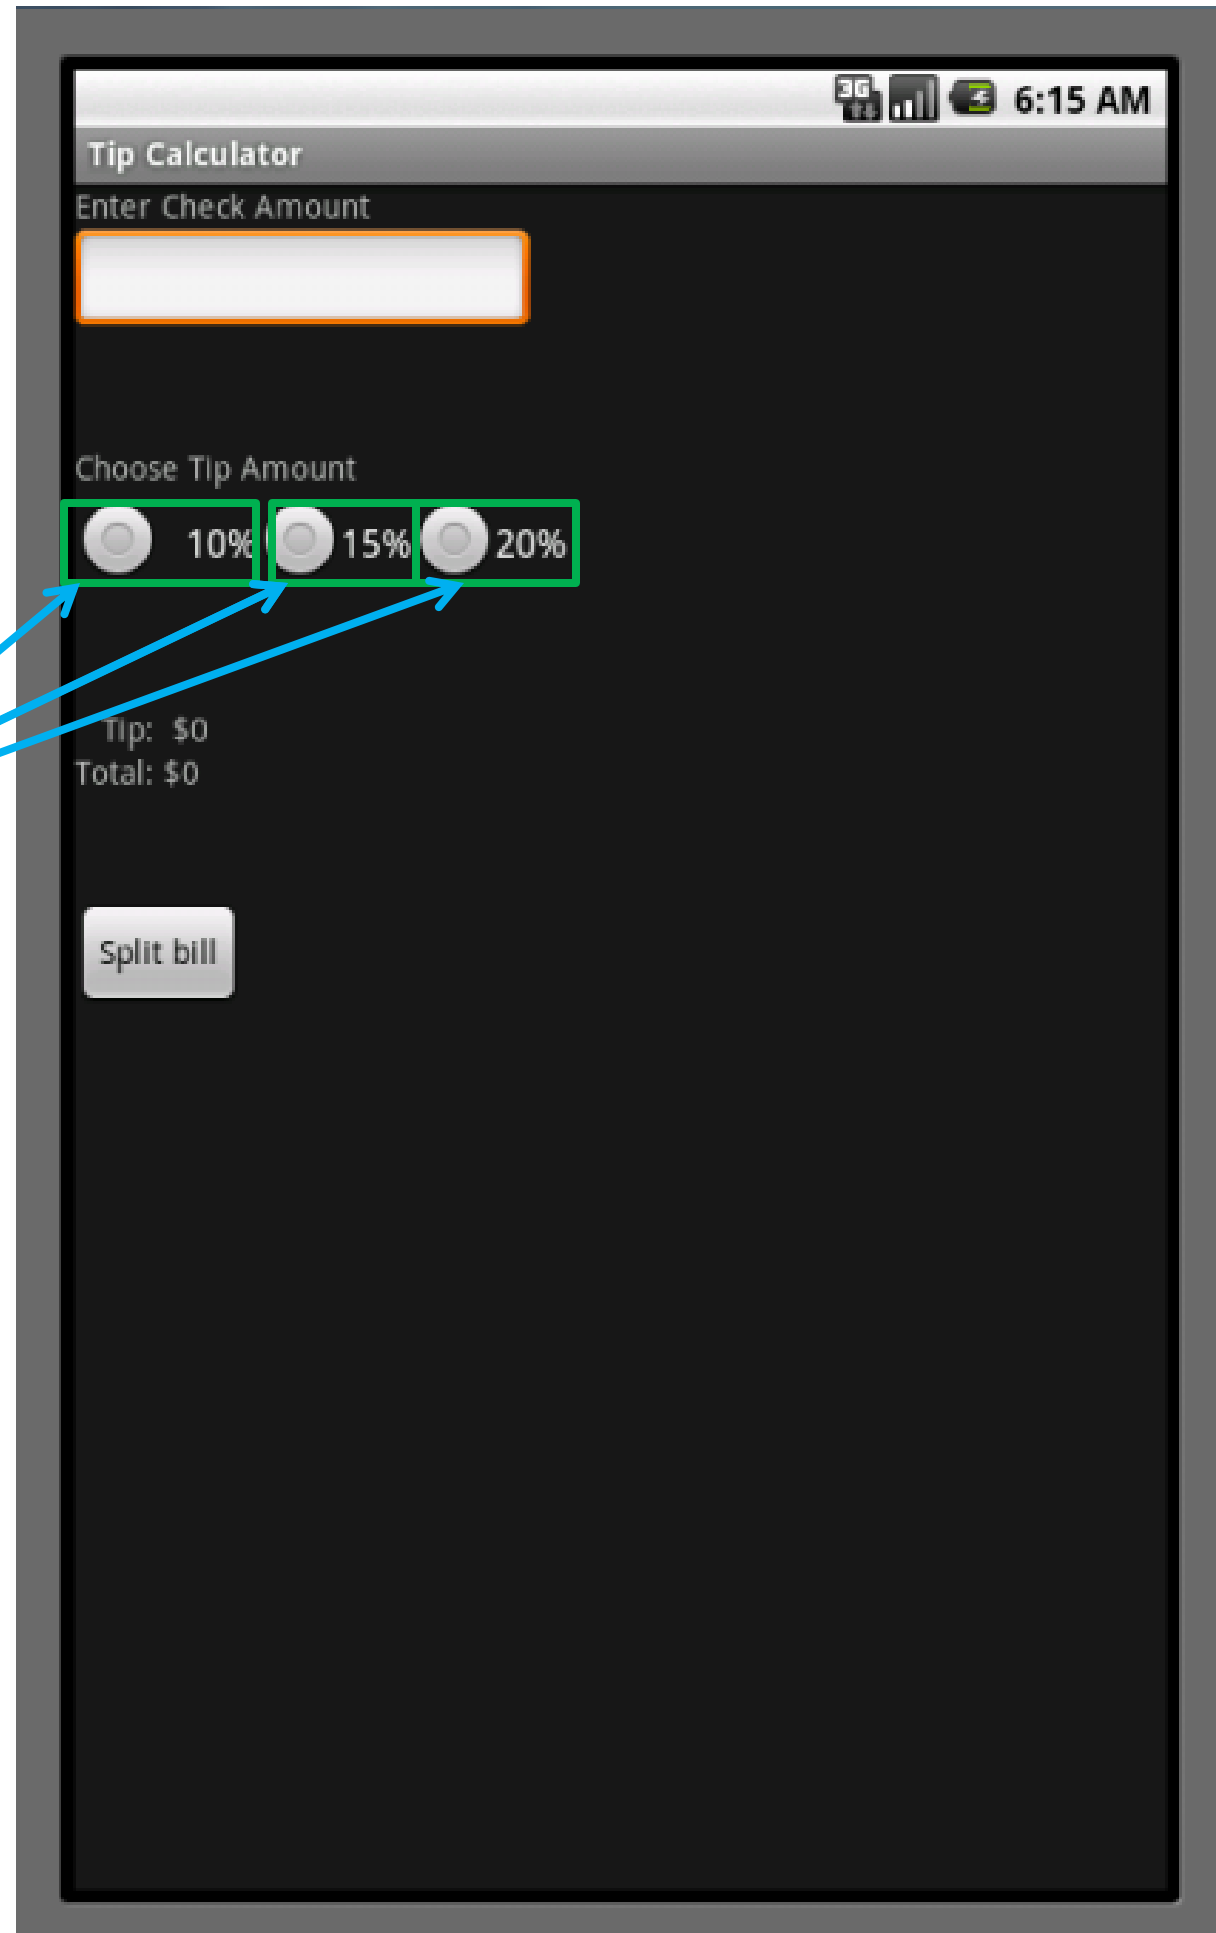 3G 6:15 AM
Tip Calculator
Enter Check Amount
Choose Tip Amount
10% 15% 20%
Tip: $0
Total: $0
Split bill